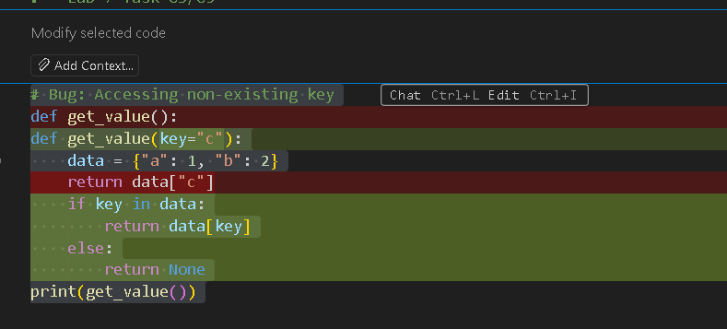 Modify selected code
Add Context...
# Bug: Accessing non-existing key
Chat Ctrl+L Edit Ctrl+I
def get_value():
def get_value(key="c"):
data = {"a": 1, "b": 2}
return data["c"]
if key in data:
return data[key]
else:
return None
print(get_value())